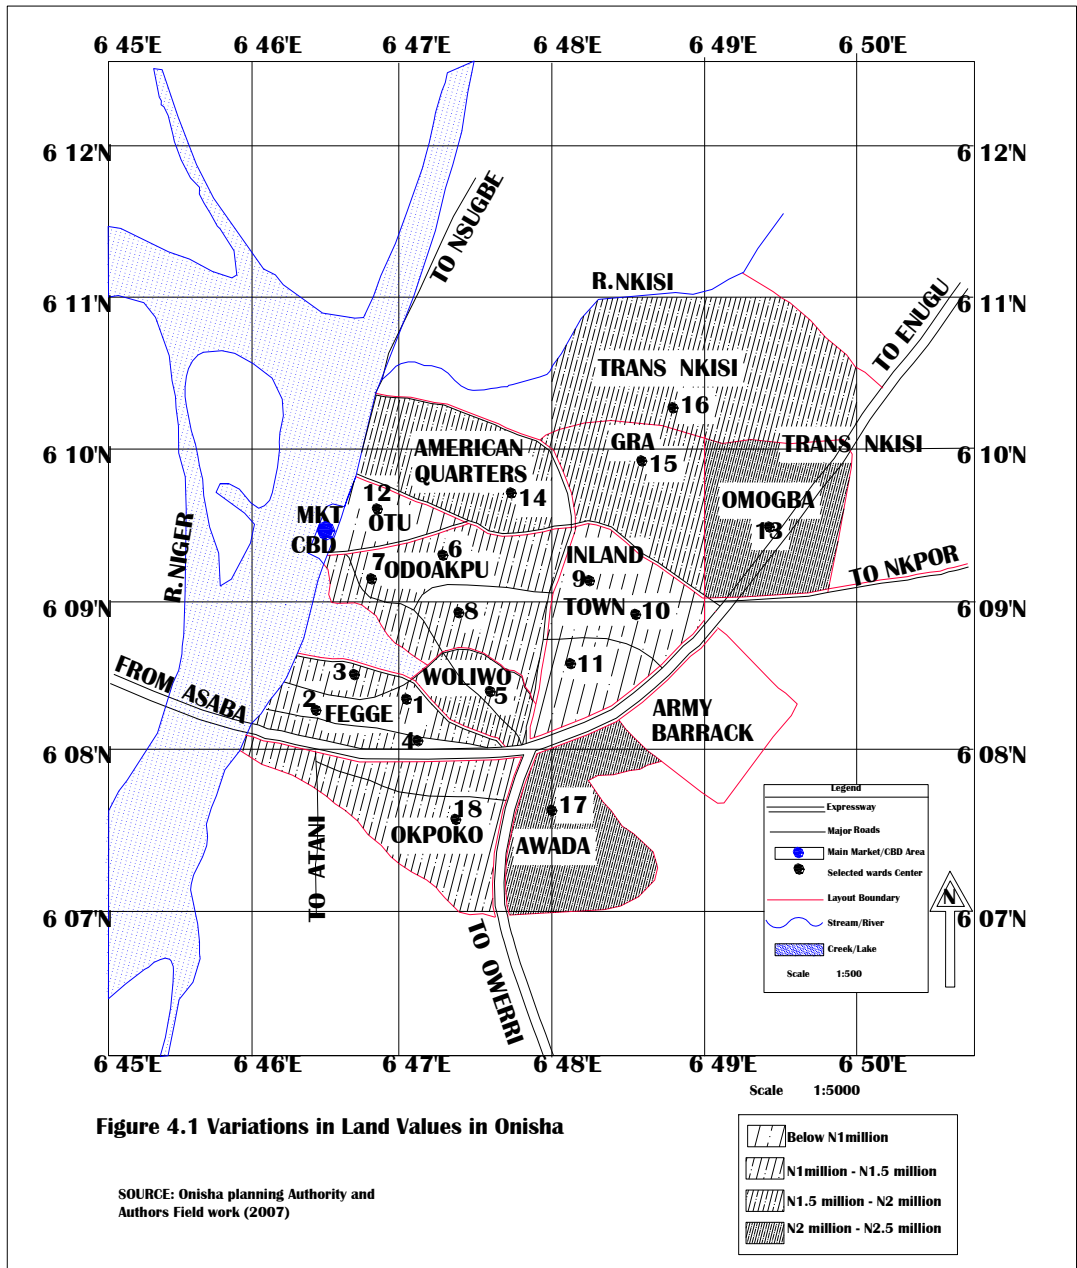 6 45'E 6 46'E 6 47'E 6 48'E 6 49'E 6 50'E
6 12'N 6 12'N
TO NSUGBE
R.NKISI
6 11'N 6 11'N
TO ENUGU
TRANS NKISI
16
6 10'N 6 10'N
AMERICAN
QUARTERS
14
GRA
15
TRANS NKISI
OMOGBA
13
12
OTU
MKT
CBD
6
7
ODOAKPU
8
INLAND
9
TOWN
10
11
TO NKPOR
R.NIGER
6 09'N 6 09'N
FROM ASABA
3
2
FEGGE
1
4
WOLIWO
5
ARMY
BARRACK
6 08'N 6 08'N
18
OKPOKO
17
AWADA
TO ATANI
TO OWERRI
6 07'N 6 07'N
Legend
Expressway
Major Roads
Main Market/CBD Area
Selected wards Center
Layout Boundary
Stream/River
Creek/Lake
Scale 1:500
N
6 45'E 6 46'E 6 47'E 6 48'E 6 49'E 6 50'E
Scale 1:5000
Figure 4.1 Variations in Land Values in Onisha
Below N1million
N1million - N1.5 million
N1.5 million - N2 million
N2 million - N2.5 million
SOURCE: Onisha planning Authority and
Authors Field work (2007)